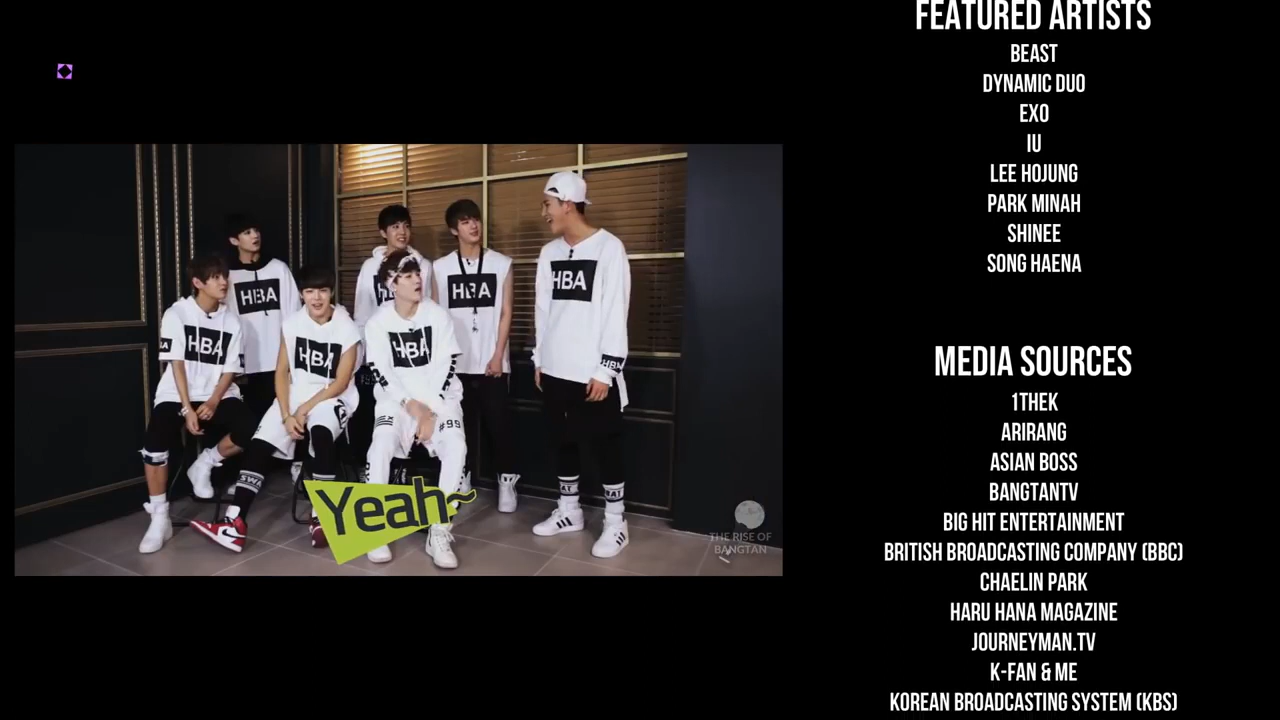 FEATURED ARTISTS
BEAST
DYNAMIC DUO
EXO
IU
LEE HOJUNG
PARK MINAH
SHINEE
SONG HAENA
MEDIA SOURCES
1THEK
ARIRANG
ASIAN BOSS
BANGTANTV
BIG HIT ENTERTAINMENT
BRITISH BROADCASTING COMPANY (BBC)
CHAELIN PARK
HARU HANA MAGAZINE
JOURNEYMAN.TV
K-FAN & ME
KOREAN BROADCASTING SYSTEM (KBS)
HBA
HBA
HBA
HBA
HBA
HBA
HBA
#99
Yeah~
THE RISE OF
BANGTAN